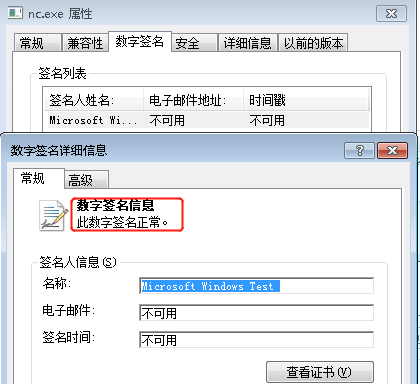 nc.exe 属性
常规 兼容性 数字签名 安全 详细信息 以前的版本
签名列表
签名人姓名: 电子邮件地址: 时间戳
Microsoft Wi... 不可用 不可用
数字签名详细信息
常规 高级
数字签名信息
此数字签名正常。
签名人信息(S)
名称: Microsoft Windows Test
电子邮件: 不可用
签名时间: 不可用
查看证书(V)